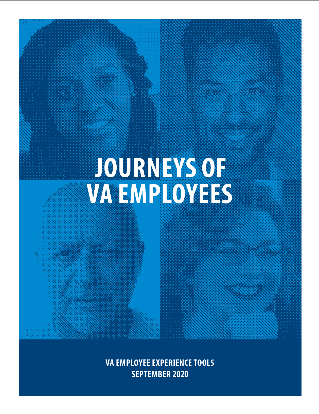 JOURNEYS OF
VA EMPLOYEES
VA EMPLOYEE EXPERIENCE TOOLS
SEPTEMBER 2020